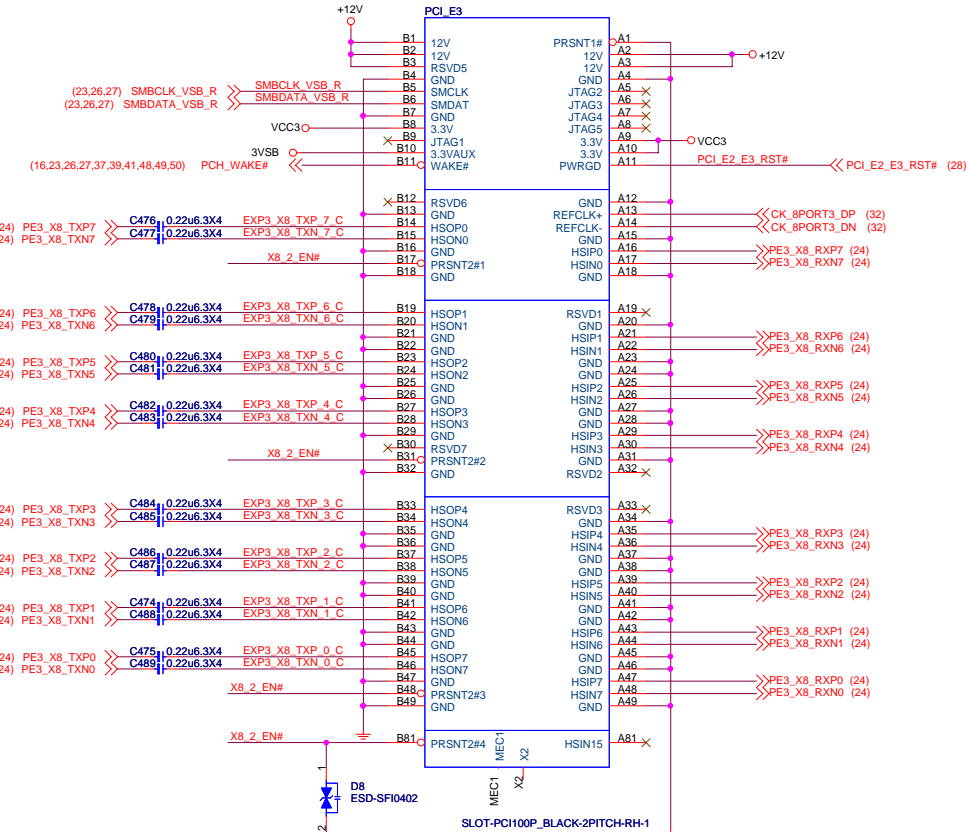 +12V
PCI_E3
B1 12V PRSNT1# A1
B2 12V 12V A2 +12V
B3 RSVD5 12V A3
B4 GND GND A4
(23,26,27) SMBCLK_VSB_R SMBCLK_VSB_R B5 SMCLK JTAG2 A5
(23,26,27) SMBDATA_VSB_R SMBDATA_VSB_R B6 SMDAT JTAG3 A6
B7 GND JTAG4 A7
VCC3 B8 3.3V JTAG5 A8
B9 JTAG1 3.3V A9 VCC3
3VSB B10 3.3VAUX 3.3V A10
(16,23,26,27,37,39,41,48,49,50) PCH_WAKE# B11 WAKE# PWRGD A11 PCI_E2_E3_RST# PCI_E2_E3_RST# (28)
B12 RSVD6 GND A12
B13 GND REFCLK+ A13 CK_8PORT3_DP (32)
24) PE3_X8_TXP7 C476 0.22u6.3X4 EXP3_X8_TXP_7_C B14 HSOP0 REFCLK- A14 CK_8PORT3_DN (32)
24) PE3_X8_TXN7 C477 0.22u6.3X4 EXP3_X8_TXN_7_C B15 HSON0 GND A15
B16 GND HSIP0 A16 PE3_X8_RXP7 (24)
X8_2_EN# B17 PRSNT2#1 HSIN0 A17 PE3_X8_RXN7 (24)
B18 GND GND A18
24) PE3_X8_TXP6 C478 0.22u6.3X4 EXP3_X8_TXP_6_C B19 HSOP1 RSVD1 A19
24) PE3_X8_TXN6 C479 0.22u6.3X4 EXP3_X8_TXN_6_C B20 HSON1 GND A20
B21 GND HSIP1 A21 PE3_X8_RXP6 (24)
B22 GND HSIN1 A22 PE3_X8_RXN6 (24)
24) PE3_X8_TXP5 C480 0.22u6.3X4 EXP3_X8_TXP_5_C B23 HSOP2 GND A23
24) PE3_X8_TXN5 C481 0.22u6.3X4 EXP3_X8_TXN_5_C B24 HSON2 GND A24
B25 GND HSIP2 A25 PE3_X8_RXP5 (24)
B26 GND HSIN2 A26 PE3_X8_RXN5 (24)
24) PE3_X8_TXP4 C482 0.22u6.3X4 EXP3_X8_TXP_4_C B27 HSOP3 GND A27
24) PE3_X8_TXN4 C483 0.22u6.3X4 EXP3_X8_TXN_4_C B28 HSON3 GND A28
B29 GND HSIP3 A29 PE3_X8_RXP4 (24)
B30 RSVD7 HSIN3 A30 PE3_X8_RXN4 (24)
X8_2_EN# B31 PRSNT2#2 GND A31
B32 GND RSVD2 A32
24) PE3_X8_TXP3 C484 0.22u6.3X4 EXP3_X8_TXP_3_C B33 HSOP4 RSVD3 A33
24) PE3_X8_TXN3 C485 0.22u6.3X4 EXP3_X8_TXN_3_C B34 HSON4 GND A34
B35 GND HSIP4 A35 PE3_X8_RXP3 (24)
B36 GND HSIN4 A36 PE3_X8_RXN3 (24)
24) PE3_X8_TXP2 C486 0.22u6.3X4 EXP3_X8_TXP_2_C B37 HSOP5 GND A37
24) PE3_X8_TXN2 C487 0.22u6.3X4 EXP3_X8_TXN_2_C B38 HSON5 GND A38
B39 GND HSIP5 A39 PE3_X8_RXP2 (24)
B40 GND HSIN5 A40 PE3_X8_RXN2 (24)
24) PE3_X8_TXP1 C474 0.22u6.3X4 EXP3_X8_TXP_1_C B41 HSOP6 GND A41
24) PE3_X8_TXN1 C488 0.22u6.3X4 EXP3_X8_TXN_1_C B42 HSON6 GND A42
B43 GND HSIP6 A43 PE3_X8_RXP1 (24)
B44 GND HSIN6 A44 PE3_X8_RXN1 (24)
24) PE3_X8_TXP0 C475 0.22u6.3X4 EXP3_X8_TXP_0_C B45 HSOP7 GND A45
24) PE3_X8_TXN0 C489 0.22u6.3X4 EXP3_X8_TXN_0_C B46 HSON7 GND A46
B47 GND HSIP7 A47 PE3_X8_RXP0 (24)
X8_2_EN# B48 PRSNT2#3 HSIN7 A48 PE3_X8_RXN0 (24)
B49 GND GND A49
X8_2_EN# B81 PRSNT2#4 MEC1 X2 HSIN15 A81
1 MEC1 X2
D8
ESD-SFI0402
2
SLOT-PCI100P_BLACK-2PITCH-RH-1